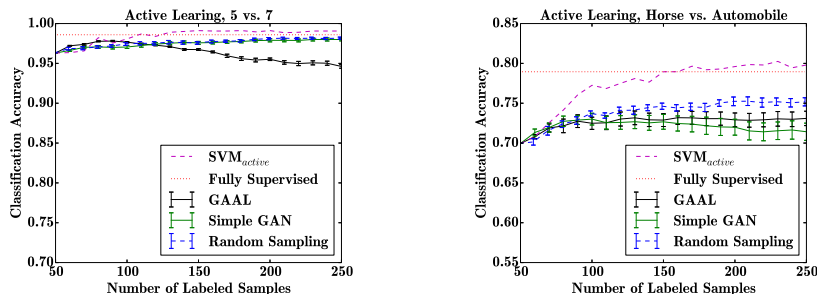 Active Learing, 5 vs. 7
1.00
0.95
0.90
0.85
0.80
0.75
0.70
Classification Accuracy
SVMactive
Fully Supervised
GAAL
Simple GAN
Random Sampling
50 100 150 200 250
Number of Labeled Samples
Active Learing, Horse vs. Automobile
0.85
0.80
0.75
0.70
0.65
0.60
0.55
Classification Accuracy
SVMactive
Fully Supervised
GAAL
Simple GAN
Random Sampling
50 100 150 200 250
Number of Labeled Samples